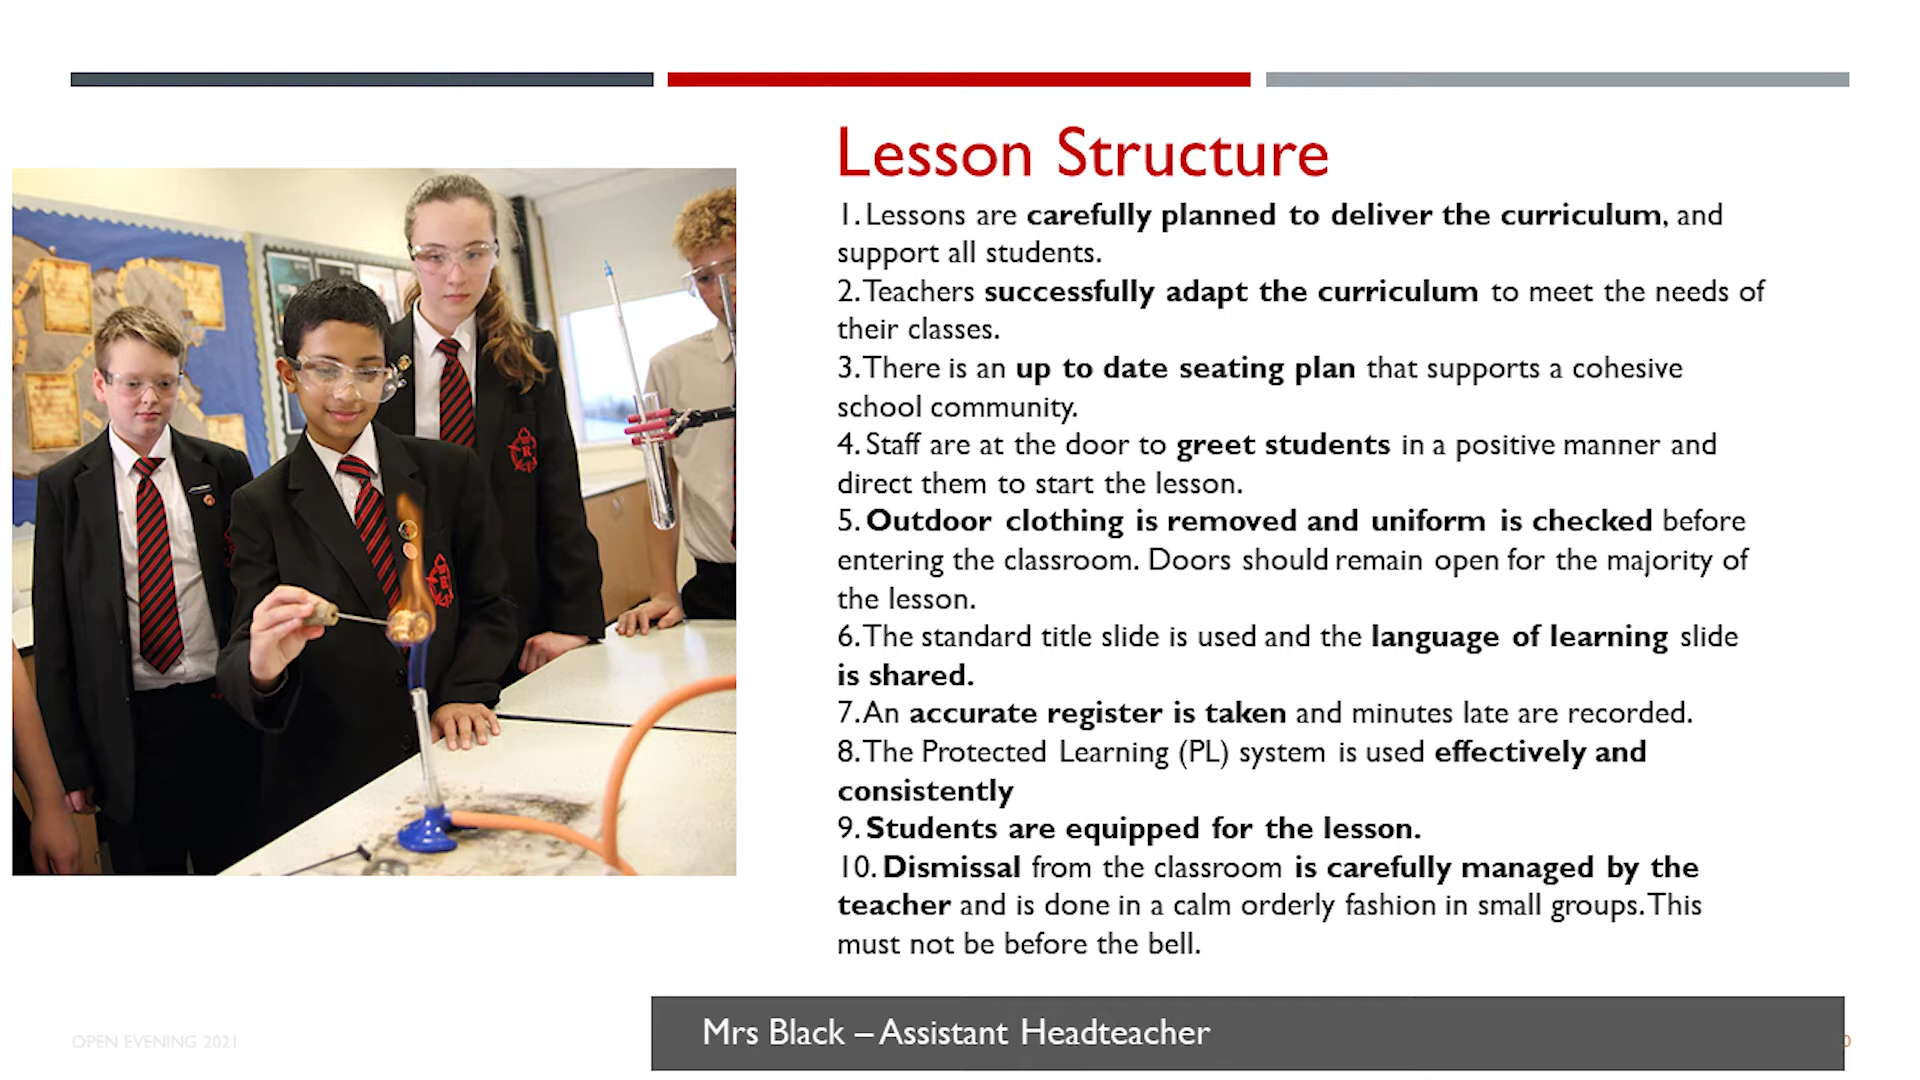 Lesson Structure
1. Lessons are carefully planned to deliver the curriculum, and
support all students.
2. Teachers successfully adapt the curriculum to meet the needs of
their classes.
3. There is an up to date seating plan that supports a cohesive
school community.
4. Staff are at the door to greet students in a positive manner and
direct them to start the lesson.
5. Outdoor clothing is removed and uniform is checked before
entering the classroom. Doors should remain open for the majority of
the lesson.
6. The standard title slide is used and the language of learning slide
is shared.
7. An accurate register is taken and minutes late are recorded.
8. The Protected Learning (PL) system is used effectively and
consistently
9. Students are equipped for the lesson.
10. Dismissal from the classroom is carefully managed by the
teacher and is done in a calm orderly fashion in small groups. This
must not be before the bell.
Mrs Black – Assistant Headteacher
OPEN EVENING 2021